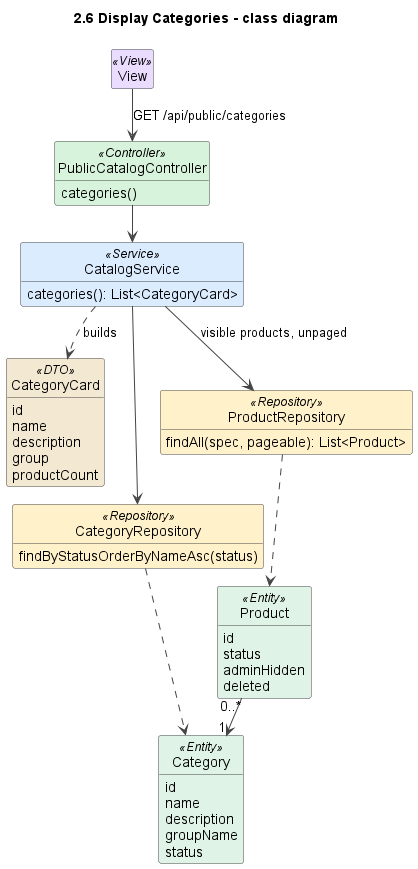 2.6 Display Categories - class diagram
«View»
View
GET /api/public/categories
«Controller»
PublicCatalogController
categories()
«Service»
CatalogService
categories(): List<CategoryCard>
builds
visible products, unpaged
«DTO»
CategoryCard
id
name
description
group
productCount
«Repository»
ProductRepository
findAll(spec, pageable): List<Product>
«Repository»
CategoryRepository
findByStatusOrderByNameAsc(status)
«Entity»
Product
id
status
adminHidden
deleted
0..*
1
«Entity»
Category
id
name
description
groupName
status